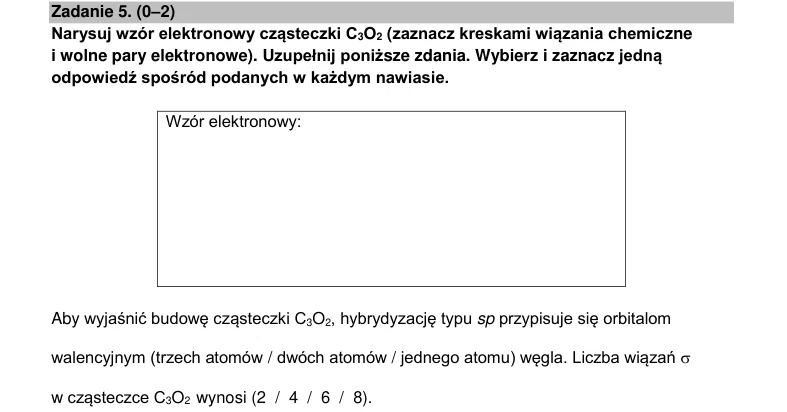 Zadanie 5. (0–2)
Narysuj wzór elektronowy cząsteczki C₃O₂ (zaznacz kreskami wiązania chemiczne
i wolne pary elektronowe). Uzupełnij poniższe zdania. Wybierz i zaznacz jedną
odpowiedź spośród podanych w każdym nawiasie.
Wzór elektronowy:
Aby wyjaśnić budowę cząsteczki C₃O₂, hybrydyzację typu sp przypisuje się orbitalom
walencyjnym (trzech atomów / dwóch atomów / jednego atomu) węgla. Liczba wiązań σ
w cząsteczce C₃O₂ wynosi (2 / 4 / 6 / 8).